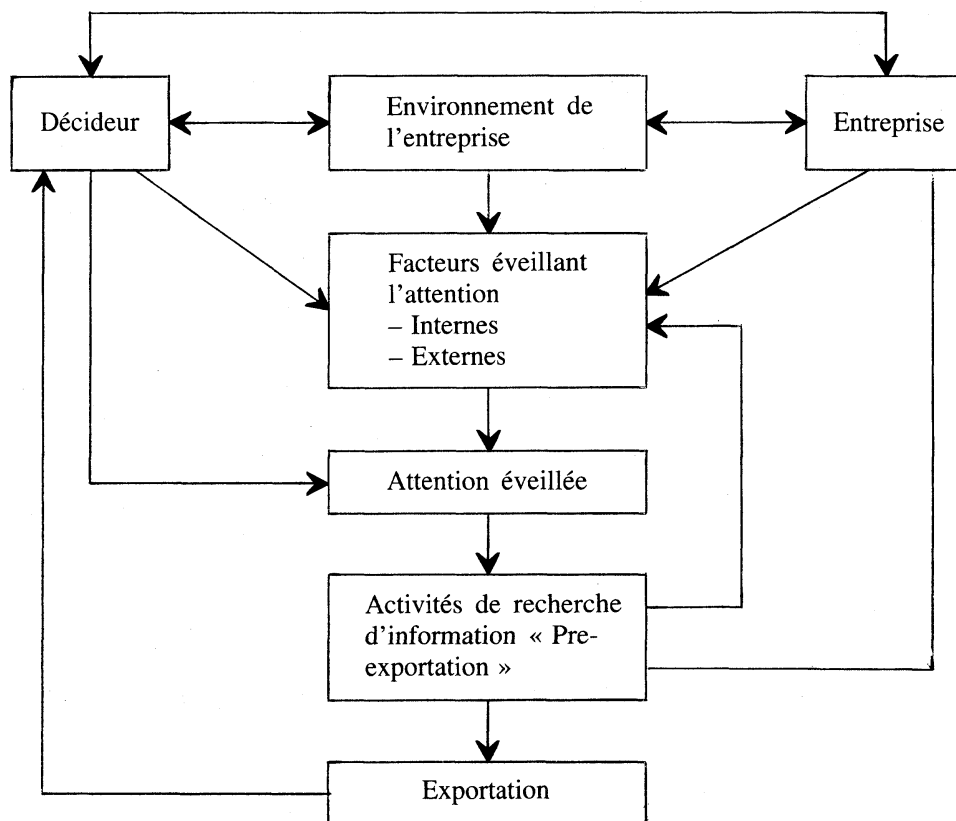 Décideur
Environnement de
l'entreprise
Entreprise
Facteurs éveillant
l'attention
– Internes
– Externes
Attention éveillée
Activités de recherche
d'information « Pre-
exportation »
Exportation